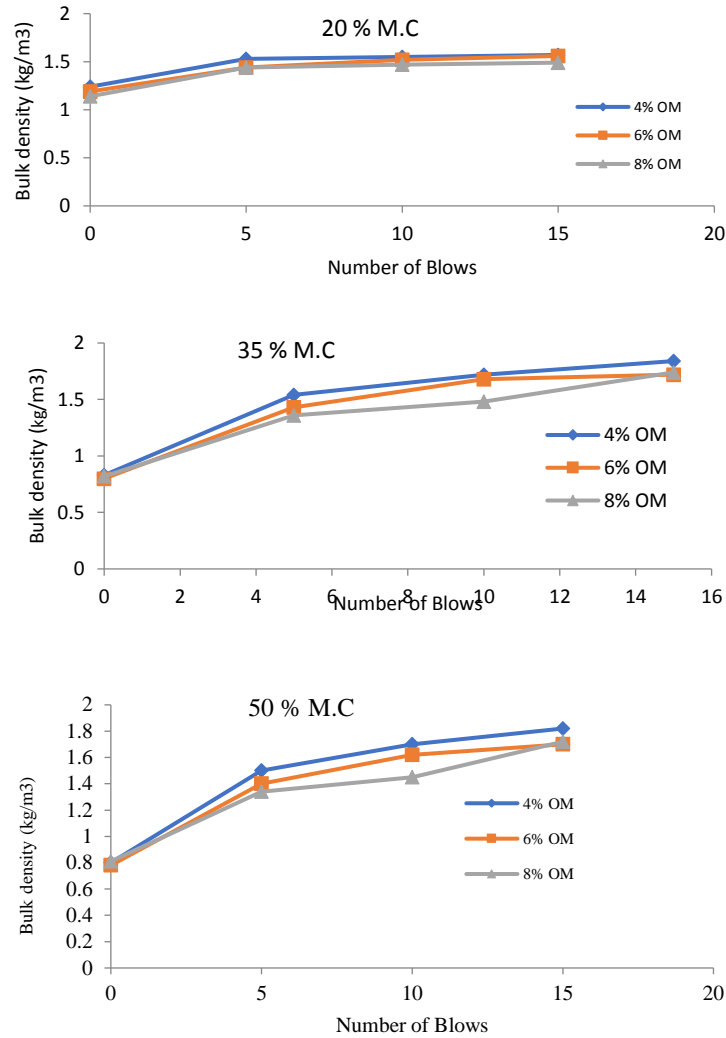 20 % M.C
Bulk density (kg/m3)
2
1.5
1
0.5
0
0 5 10 15 20
Number of Blows
4% OM
6% OM
8% OM
35 % M.C
Bulk density (kg/m3)
2
1.5
1
0.5
0
0 2 4 6 8 10 12 14 16
Number of Blows
4% OM
6% OM
8% OM
50 % M.C
Bulk density (kg/m3)
2
1.8
1.6
1.4
1.2
1
0.8
0.6
0.4
0.2
0
0 5 10 15 20
Number of Blows
4% OM
6% OM
8% OM